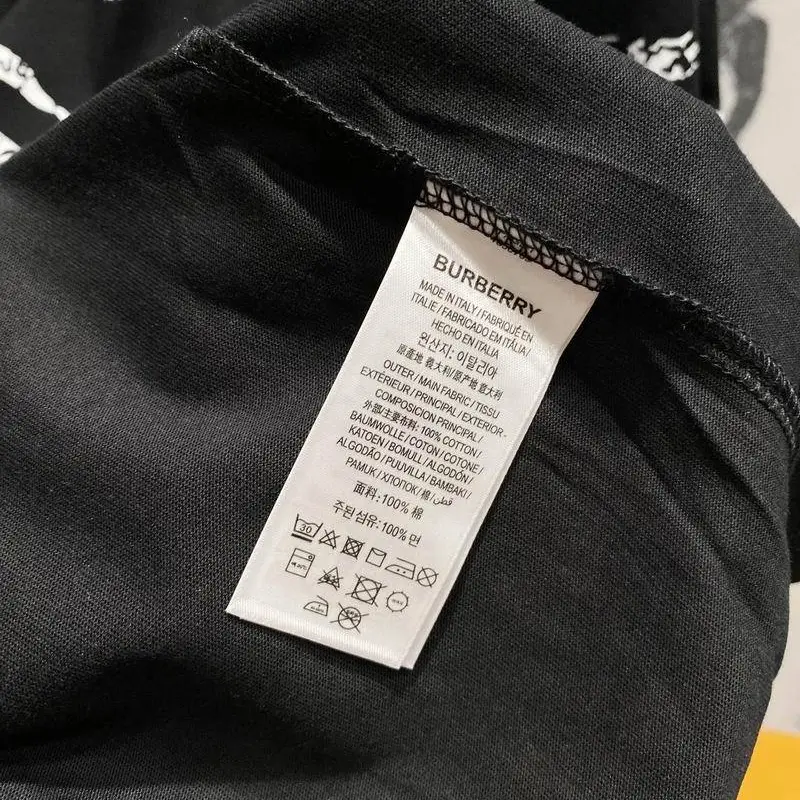 BURBERRY
MADE IN ITALY / FABRIQUÉ EN
ITALIE / FABRICADO EM ITÁLIA /
HECHO EN ITALIA
원산지: 이탈리아
原產地 義大利/原产地 意大利
OUTER / MAIN FABRIC / TISSU
EXTÉRIEUR / PRINCIPAL / EXTERIOR-
COMPOSICION PRINCIPAL /
外部/主要布料: 100% COTTON /
BAUMWOLLE / COTON / COTONE /
KATOEN / BOMULL / ALGODÓN /
ALGODÃO / PUUVILLA / BAMBAKI /
PAMUK / ХЛОПОК / 棉 / قطن
面料:100% 棉
주된섬유:100% 면
30